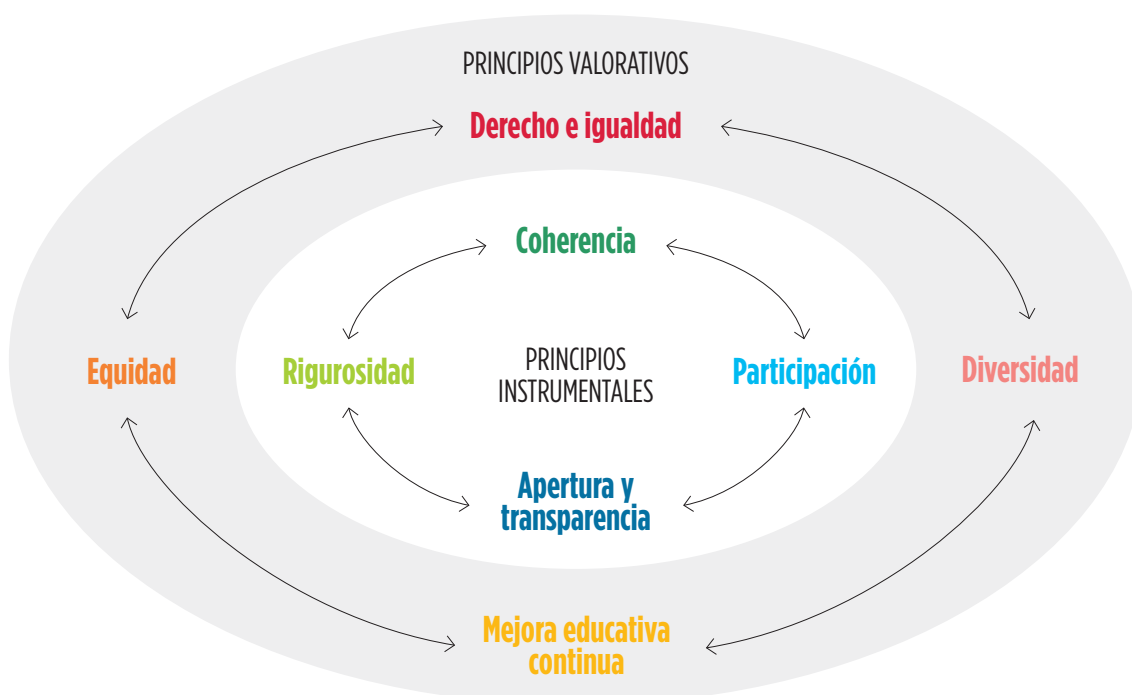 PRINCIPIOS VALORATIVOS
Derecho e igualdad
Coherencia
Equidad
Rigurosidad
PRINCIPIOS
INSTRUMENTALES
Participación
Diversidad
Apertura y
transparencia
Mejora educativa
continua